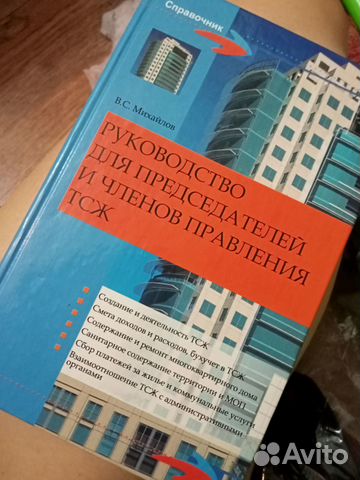 Справочник
В.С. Михайлов
РУКОВОДСТВО
ДЛЯ ПРЕДСЕДАТЕЛЕЙ
И ЧЛЕНОВ ПРАВЛЕНИЯ
ТСЖ
Создание и деятельность ТСЖ
Смета доходов и расходов, бухучет в ТСЖ
Содержание и ремонт многоквартирного дома
Санитарное содержание территории и МОП
Сбор платежей за жилье и коммунальные услуги
Взаимоотношение ТСЖ с административными
органами
Avito